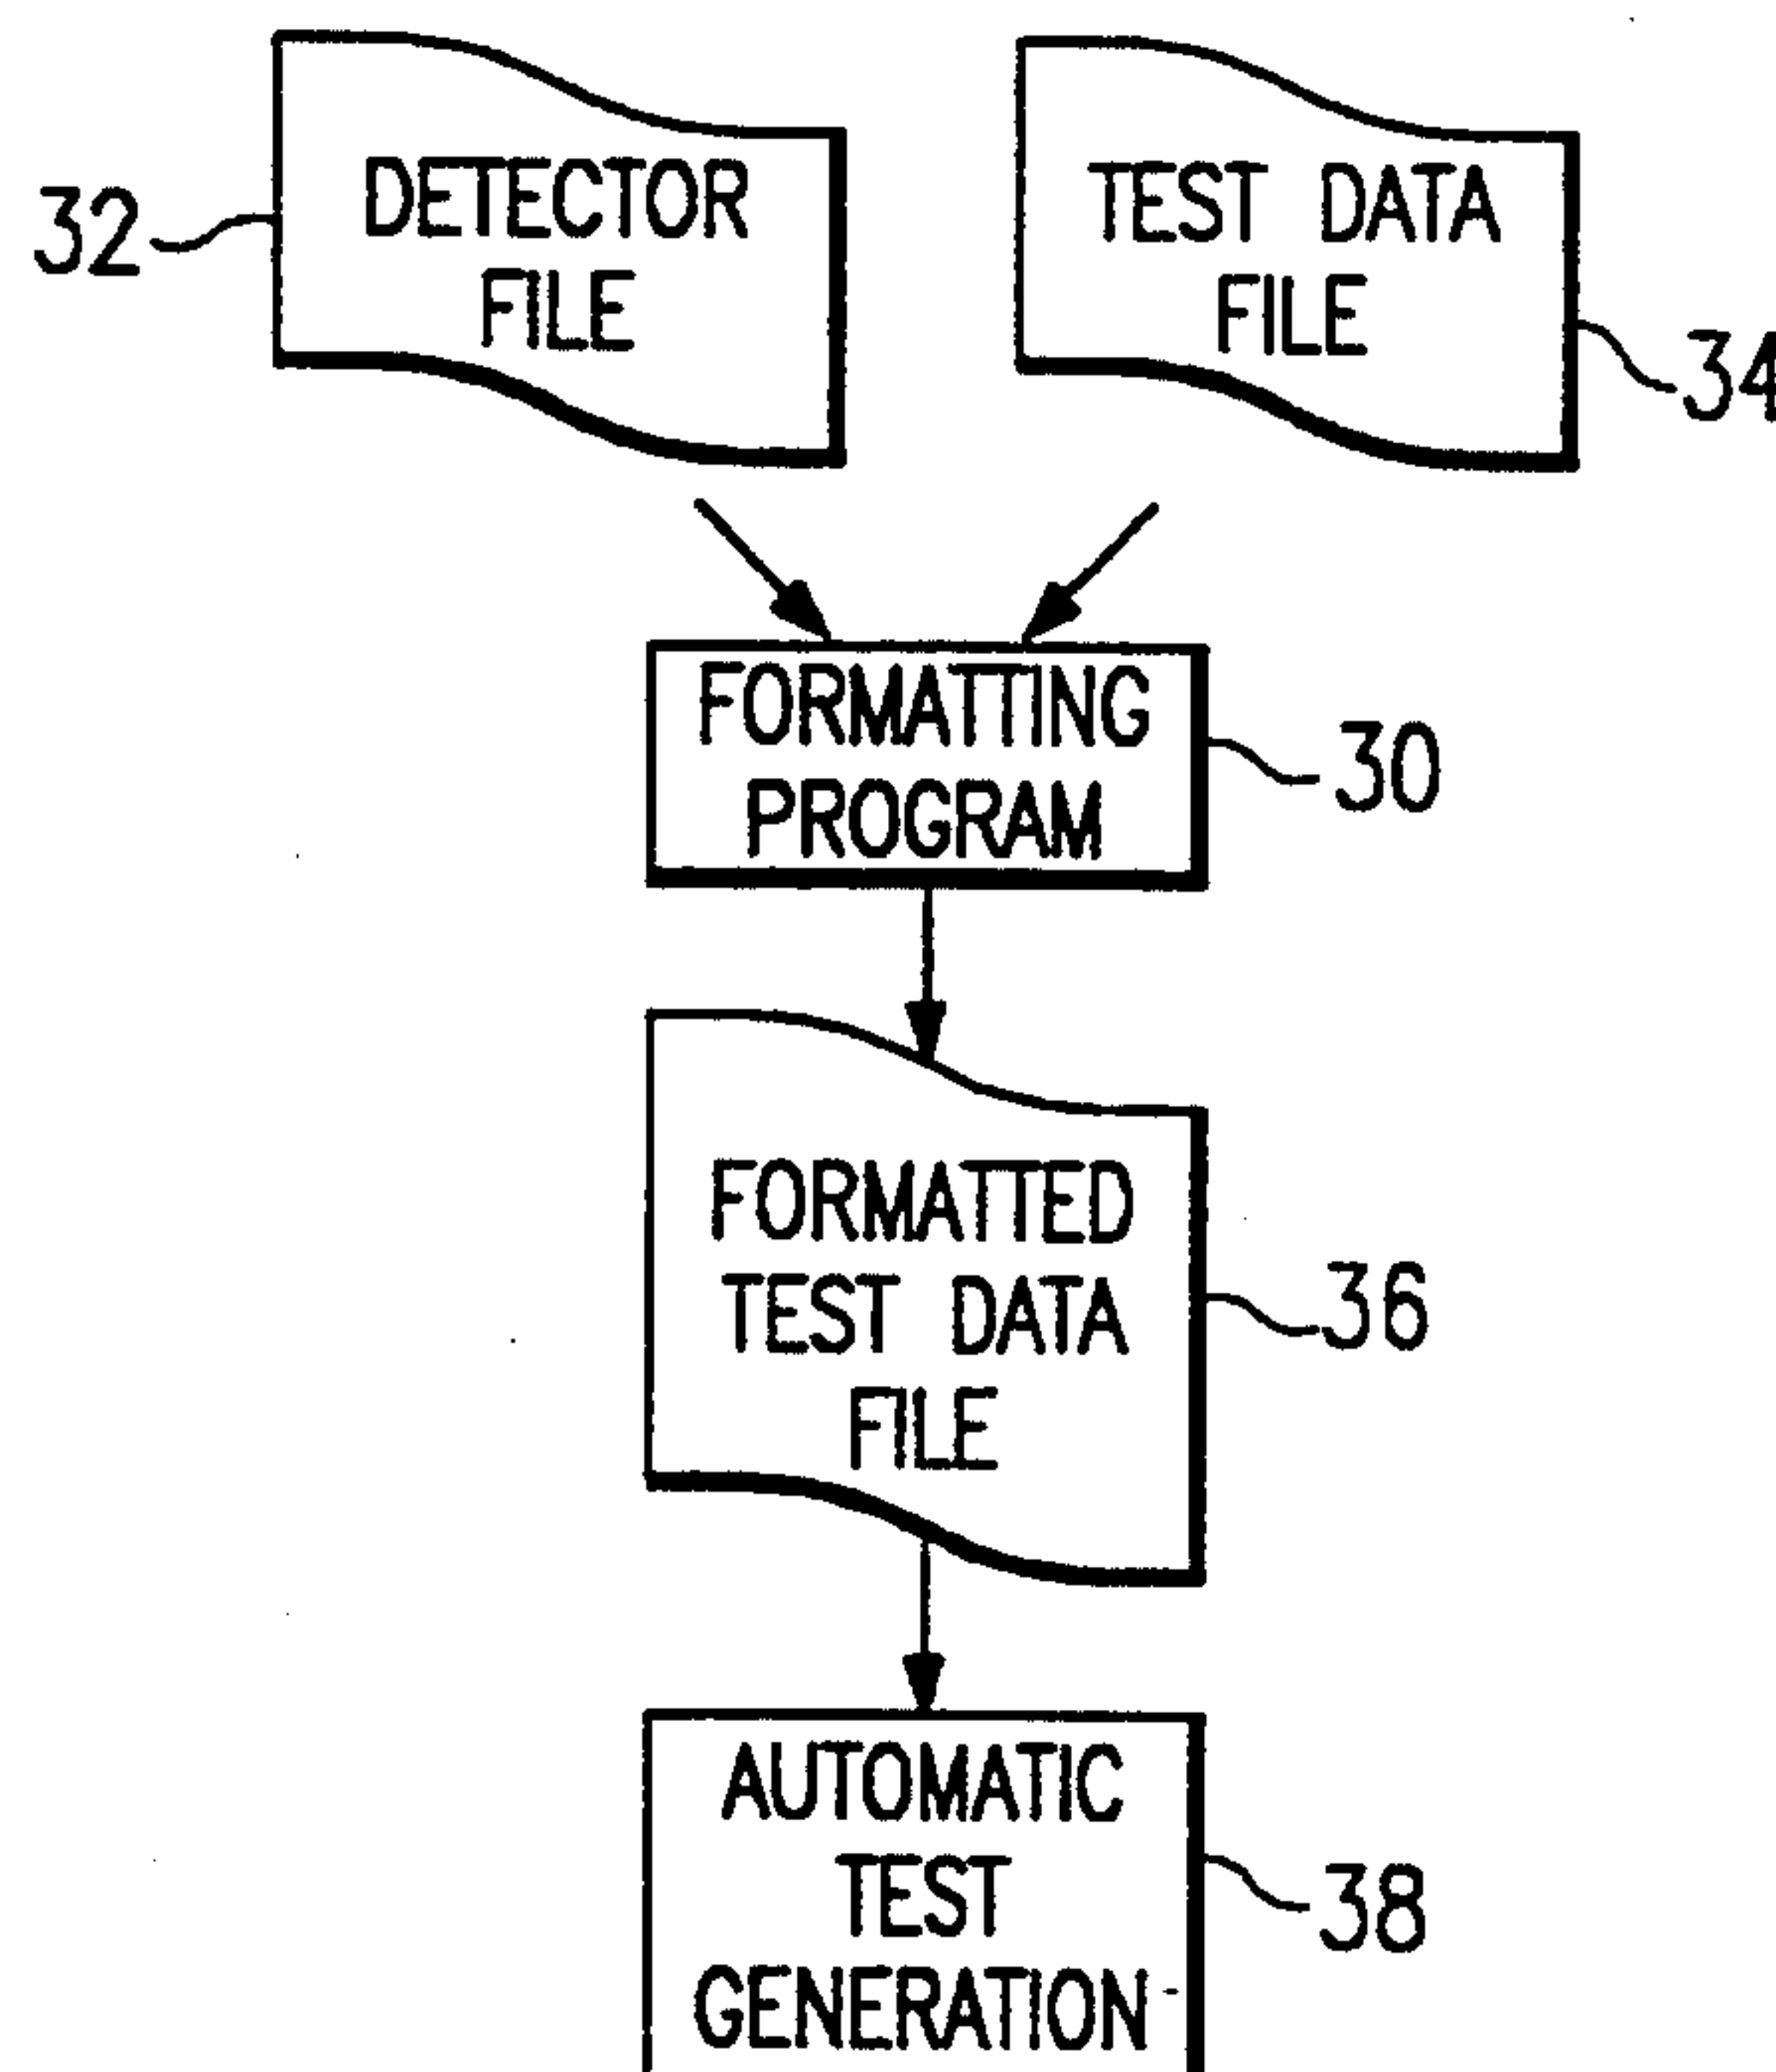 DETECTOR
FILE
32
TEST DATA
FILE
34
FORMATTING
PROGRAM
30
FORMATTED
TEST DATA
FILE
36
AUTOMATIC
TEST
GENERATION
38